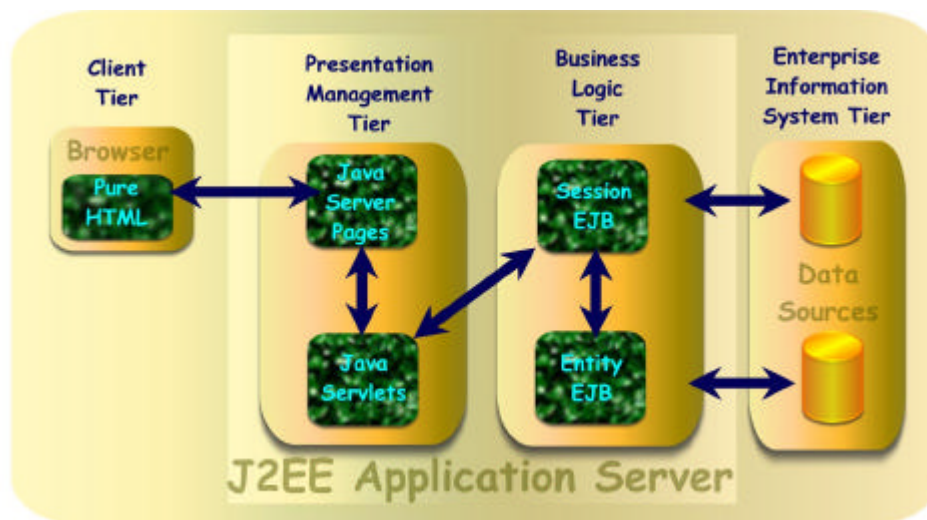 Client
Tier
Presentation
Management
Tier
Business
Logic
Tier
Enterprise
Information
System Tier
Browser
Pure
HTML
Java
Server
Pages
Java
Servlets
Session
EJB
Entity
EJB
Data
Sources
J2EE Application Server